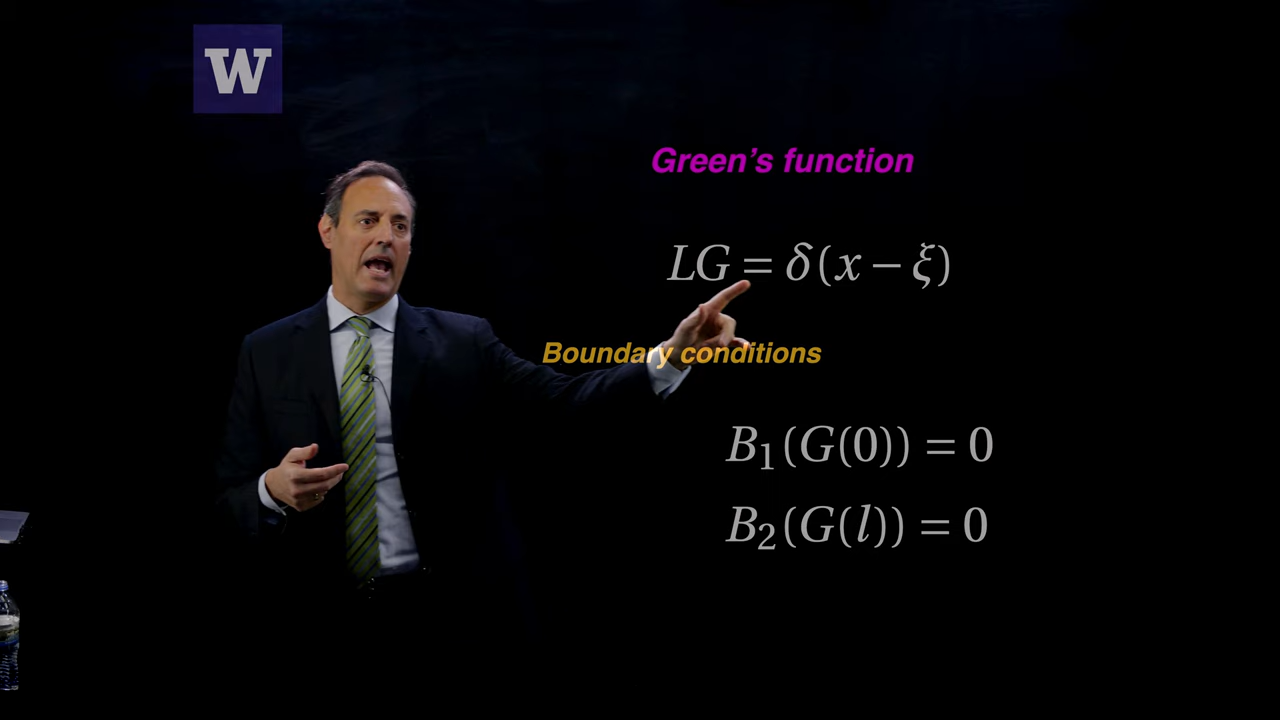 W
Green's function
LG = δ(x − ξ)
Boundary conditions
B₁(G(0)) = 0
B₂(G(l)) = 0